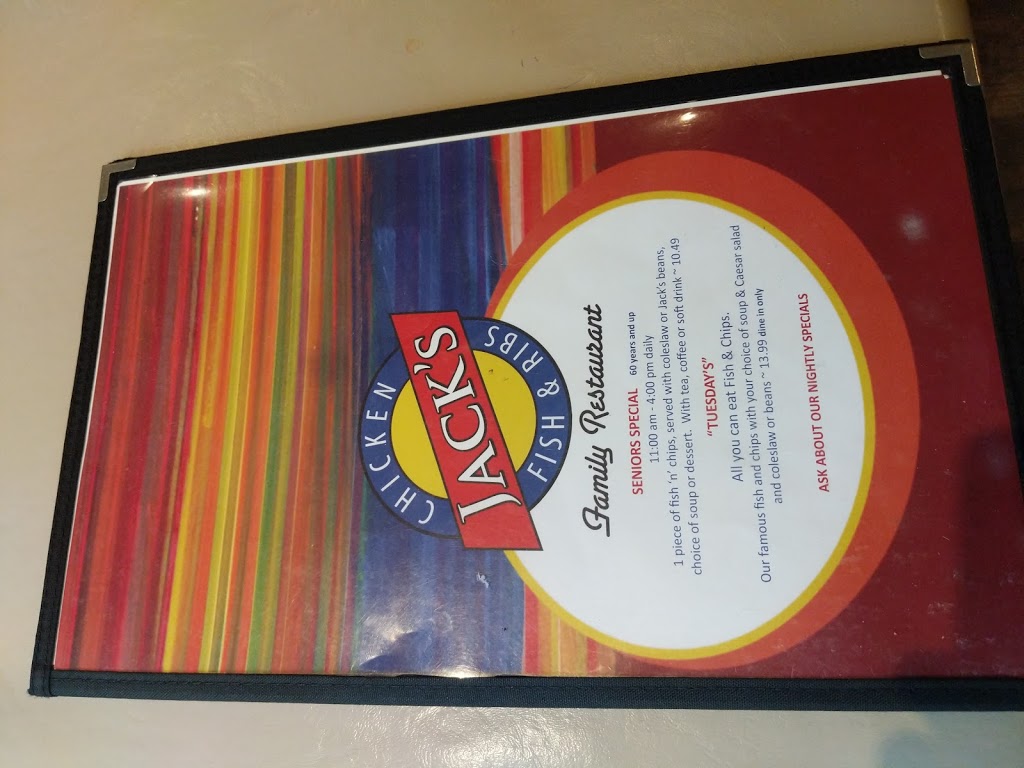 CHICKEN
JACK'S
FISH & RIBS
Family Restaurant
SENIORS SPECIAL 60 years and up
11:00 am - 4:00 pm daily
1 piece of fish 'n' chips, served with coleslaw or Jack's beans,
choice of soup or dessert. With tea, coffee or soft drink ~ 10.49
"TUESDAY'S"
All you can eat Fish & Chips.
Our famous fish and chips with your choice of soup & Caesar salad
and coleslaw or beans ~ 13.99 dine in only
ASK ABOUT OUR NIGHTLY SPECIALS